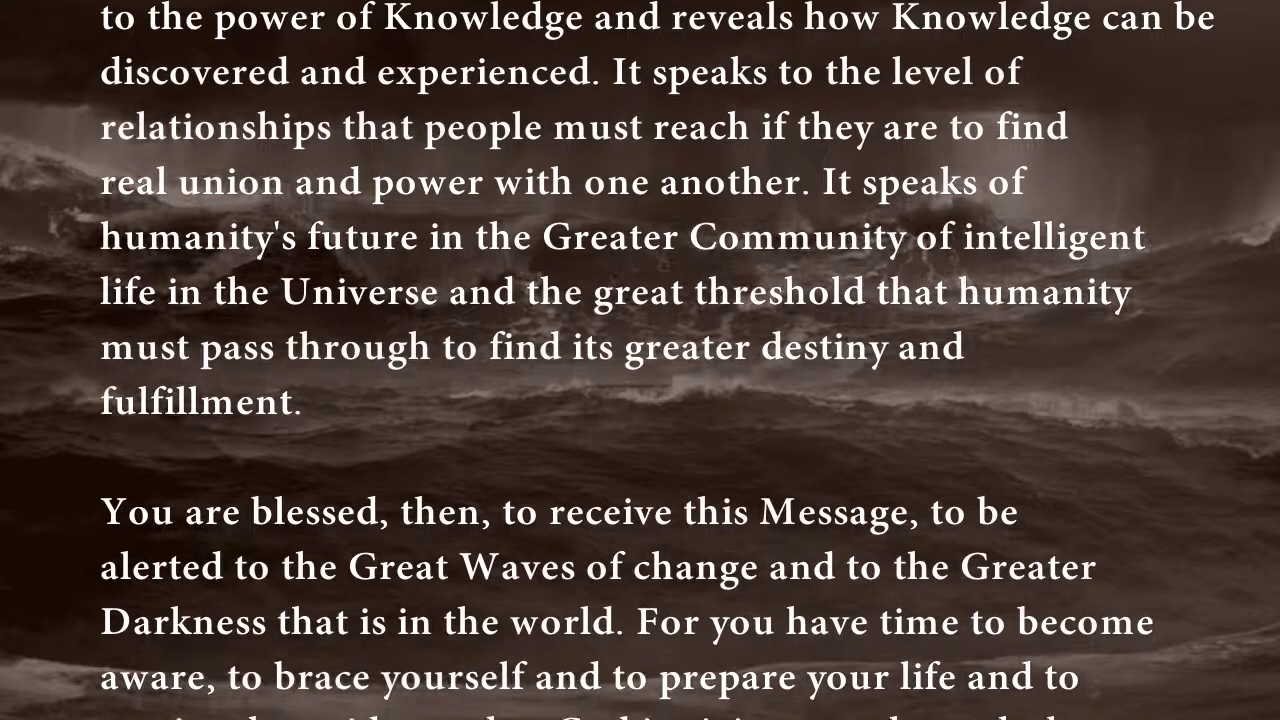 to the power of Knowledge and reveals how Knowledge can be
discovered and experienced. It speaks to the level of
relationships that people must reach if they are to find
real union and power with one another. It speaks of
humanity's future in the Greater Community of intelligent
life in the Universe and the great threshold that humanity
must pass through to find its greater destiny and
fulfillment.
You are blessed, then, to receive this Message, to be
alerted to the Great Waves of change and to the Greater
Darkness that is in the world. For you have time to become
aware, to brace yourself and to prepare your life and to